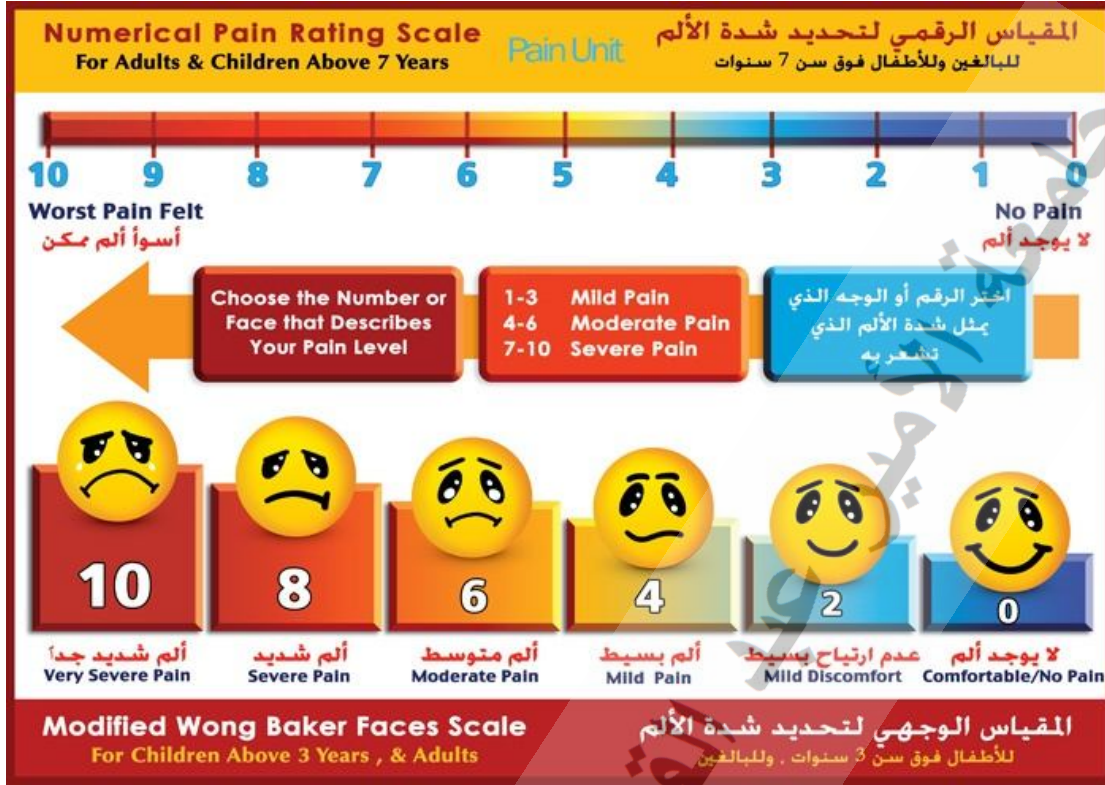 Numerical Pain Rating Scale
For Adults & Children Above 7 Years
Pain Unit
المقياس الرقمي لتحديد شدة الألم
للبالغين وللأطفال فوق سن 7 سنوات
10 9 8 7 6 5 4 3 2 1 0
Worst Pain Felt
أسوأ ألم ممكن
No Pain
لا يوجد ألم
Choose the Number or
Face that Describes
Your Pain Level
1-3 Mild Pain
4-6 Moderate Pain
7-10 Severe Pain
اختر الرقم أو الوجه الذي
يمثل شدة الألم الذي
تشعر به
10 8 6 4 2 0
ألم شديد جداً
Very Severe Pain
ألم شديد
Severe Pain
ألم متوسط
Moderate Pain
ألم بسيط
Mild Pain
عدم ارتياح بسيط
Mild Discomfort
لا يوجد ألم
Comfortable/No Pain
Modified Wong Baker Faces Scale
For Children Above 3 Years , & Adults
المقياس الوجهي لتحديد شدة الألم
للأطفال فوق سن 3 سنوات , وللبالغين